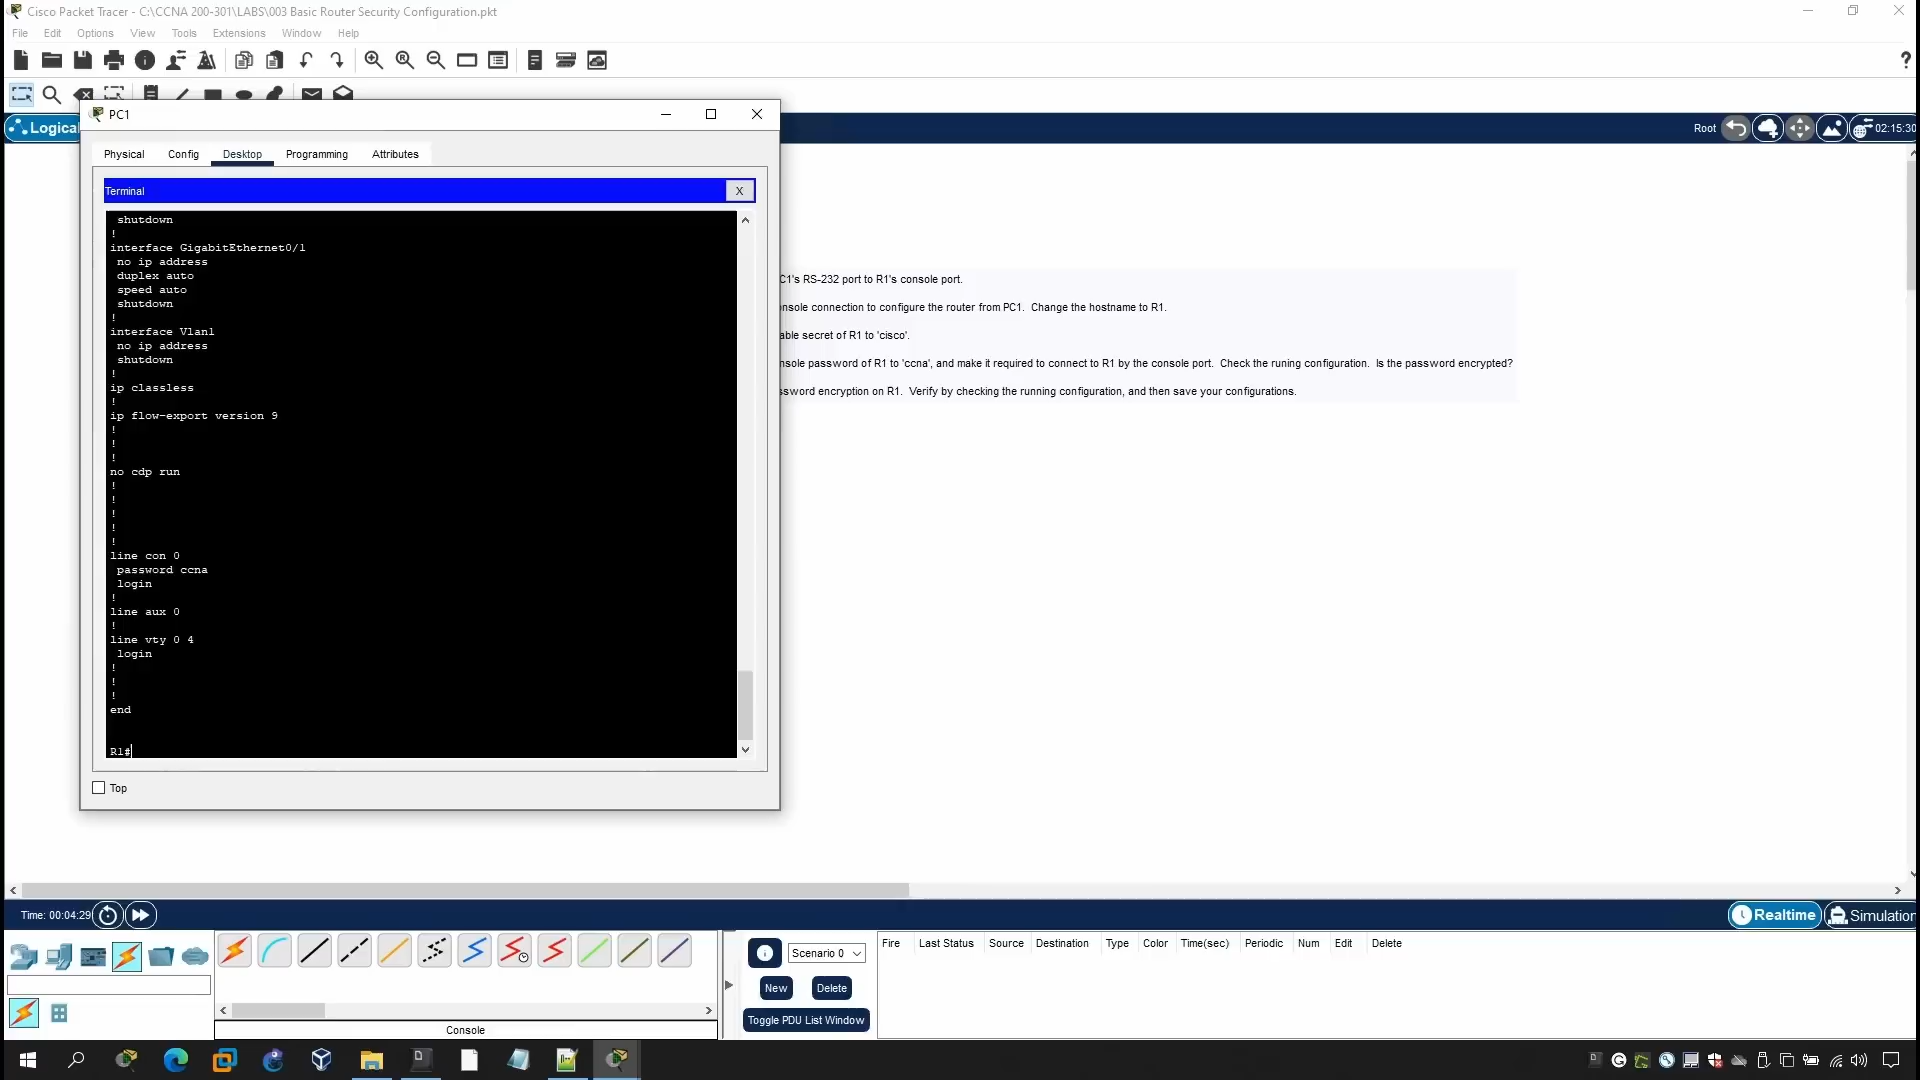 Cisco Packet Tracer - C:\CCNA 200-301\LABS\003 Basic Router Security Configuration.pkt
File Edit Options View Tools Extensions Window Help
?
PC1
Logical
Root
02:15:30
Physical Config Desktop Programming Attributes
Terminal
X
shutdown
!
interface GigabitEthernet0/1
no ip address
duplex auto
speed auto
shutdown
!
interface Vlan1
no ip address
shutdown
!
ip classless
!
ip flow-export version 9
!
!
!
no cdp run
!
!
!
!
!
line con 0
password ccna
login
!
line aux 0
!
line vty 0 4
login
!
!
!
end
R1#
Top
C1's RS-232 port to R1's console port.
nsole connection to configure the router from PC1. Change the hostname to R1.
able secret of R1 to 'cisco'.
nsole password of R1 to 'ccna', and make it required to connect to R1 by the console port. Check the runing configuration. Is the password encrypted?
ssword encryption on R1. Verify by checking the running configuration, and then save your configurations.
Time: 00:04:29
Realtime
Simulation
Scenario 0
New Delete
Toggle PDU List Window
Fire Last Status Source Destination Type Color Time(sec) Periodic Num Edit Delete
Console